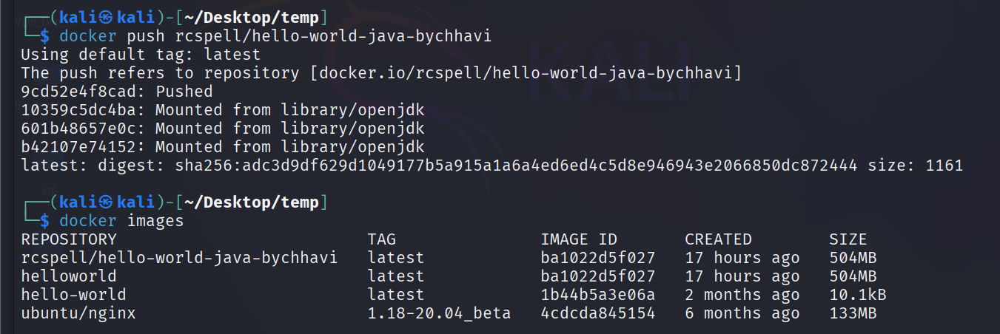 ┌──(kali㉿kali)-[~/Desktop/temp]
└─$ docker push rcspell/hello-world-java-bychhavi
Using default tag: latest
The push refers to repository [docker.io/rcspell/hello-world-java-bychhavi]
9cd52e4f8cad: Pushed
10359c5dc4ba: Mounted from library/openjdk
601b48657e0c: Mounted from library/openjdk
b42107e74152: Mounted from library/openjdk
latest: digest: sha256:adc3d9df629d1049177b5a915a1a6a4ed6ed4c5d8e946943e2066850dc872444 size: 1161
┌──(kali㉿kali)-[~/Desktop/temp]
└─$ docker images
REPOSITORY TAG IMAGE ID CREATED SIZE
rcspell/hello-world-java-bychhavi latest ba1022d5f027 17 hours ago 504MB
helloworld latest ba1022d5f027 17 hours ago 504MB
hello-world latest 1b44b5a3e06a 2 months ago 10.1kB
ubuntu/nginx 1.18-20.04_beta 4cdcda845154 6 months ago 133MB
KALI
ctf